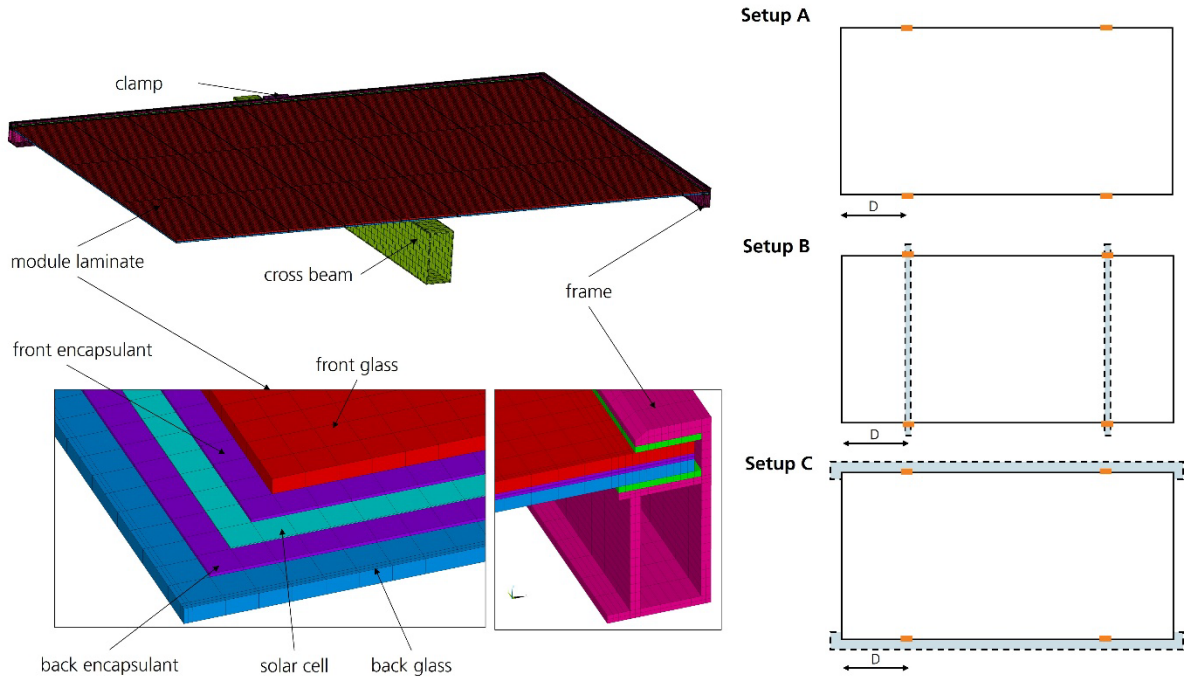 clamp
module laminate
cross beam
frame
front encapsulant
front glass
back encapsulant
solar cell
back glass
Setup A
D
Setup B
D
Setup C
D